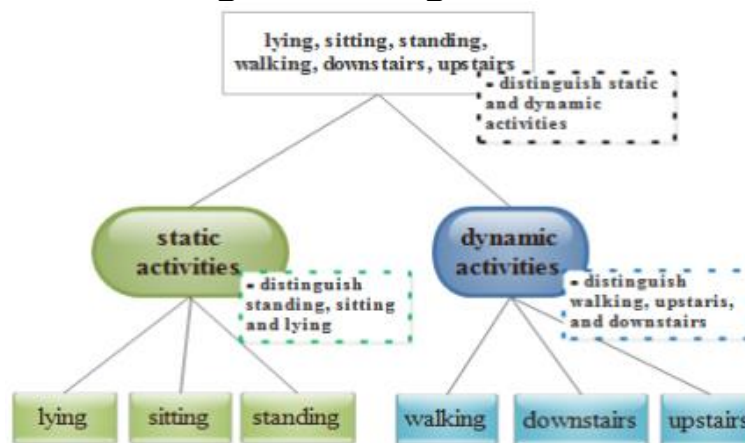 lying, sitting, standing,
walking, downstairs, upstairs
- distinguish static
and dynamic
activities
static
activities
- distinguish
standing, sitting
and lying
dynamic
activities
- distinguish
walking, upstaris,
and downstairs
lying
sitting
standing
walking
downstairs
upstairs